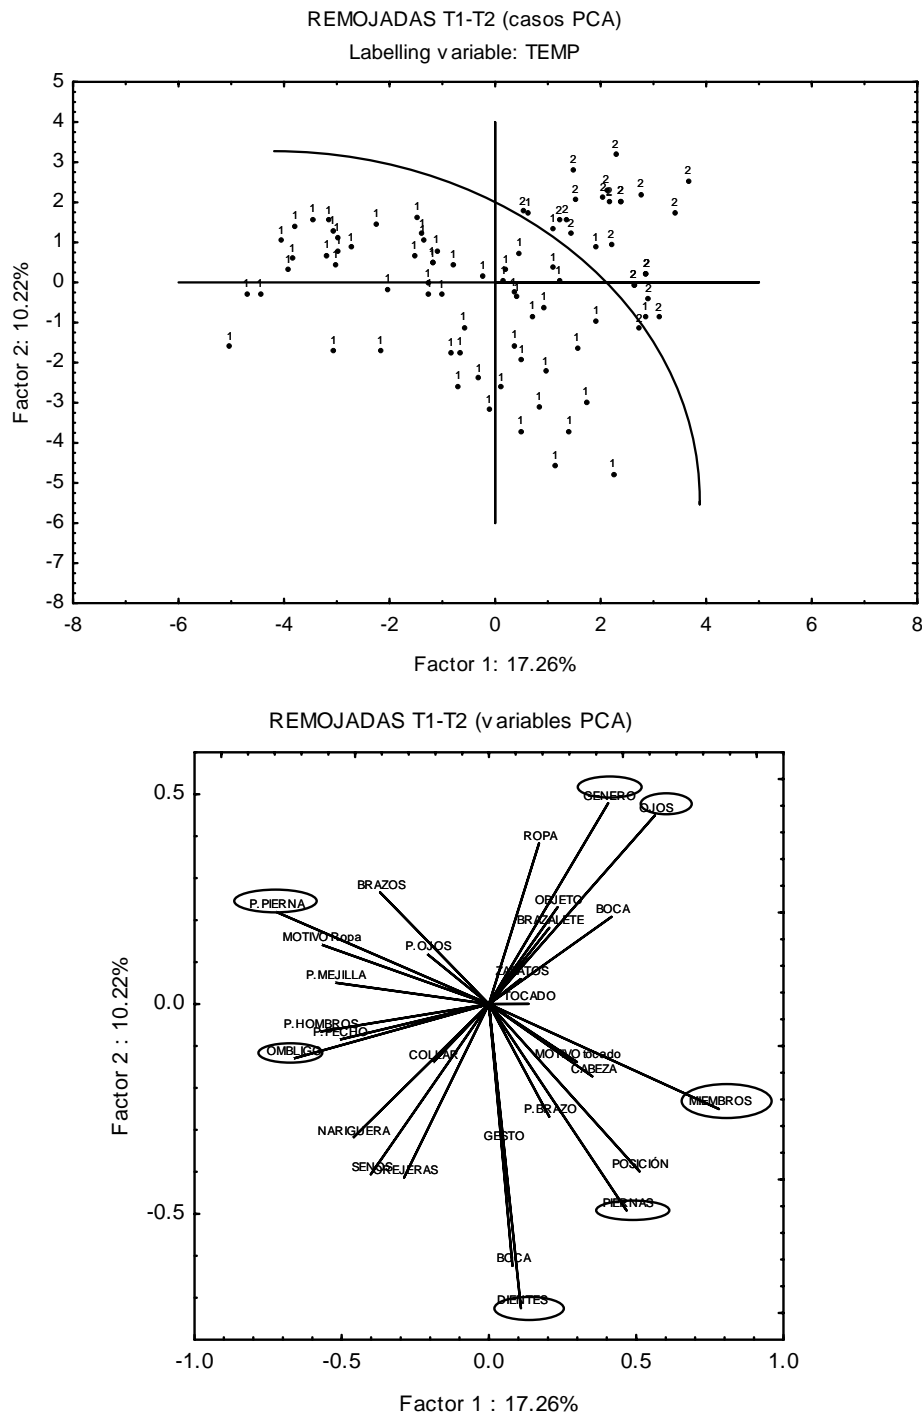 REMOJADAS T1-T2 (casos PCA)
Labelling variable: TEMP
5
4
3
2
1
0
-1
-2
-3
-4
-5
-6
-7
-8
Factor 2: 10.22%
-8 -6 -4 -2 0 2 4 6 8
Factor 1: 17.26%
REMOJADAS T1-T2 (variables PCA)
0.5
GENERO
OJOS
ROPA
BRAZOS
P.PIERNA
OBJETO
BOCA
BRAZALETE
MOTIVO Ropa
P.OJOS
P.MEJILLA
ZAPATOS
0.0
TOCADO
P.HOMBROS
P.PECHO
OMBLIGO
COLLAR
MOTIVO tocado
CABEZA
P.BRAZO
MIEMBROS
NARIGUERA
GESTO
SENOS
OREJERAS
POSICIÓN
PIERNAS
-0.5
BOCA
DIENTES
Factor 2 : 10.22%
-1.0 -0.5 0.0 0.5 1.0
Factor 1 : 17.26%